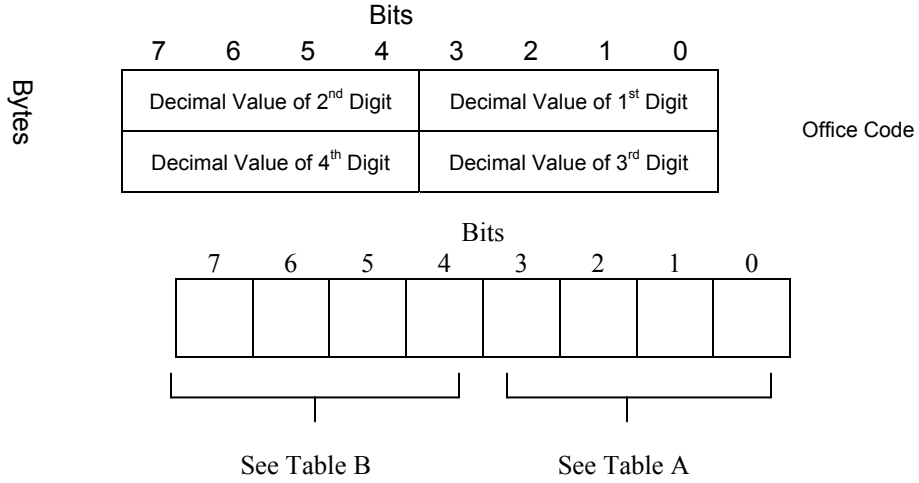 Bits
7 6 5 4 3 2 1 0
Bytes
Decimal Value of 2nd Digit Decimal Value of 1st Digit
Office Code
Decimal Value of 4th Digit Decimal Value of 3rd Digit
Bits
7 6 5 4 3 2 1 0
See Table B See Table A